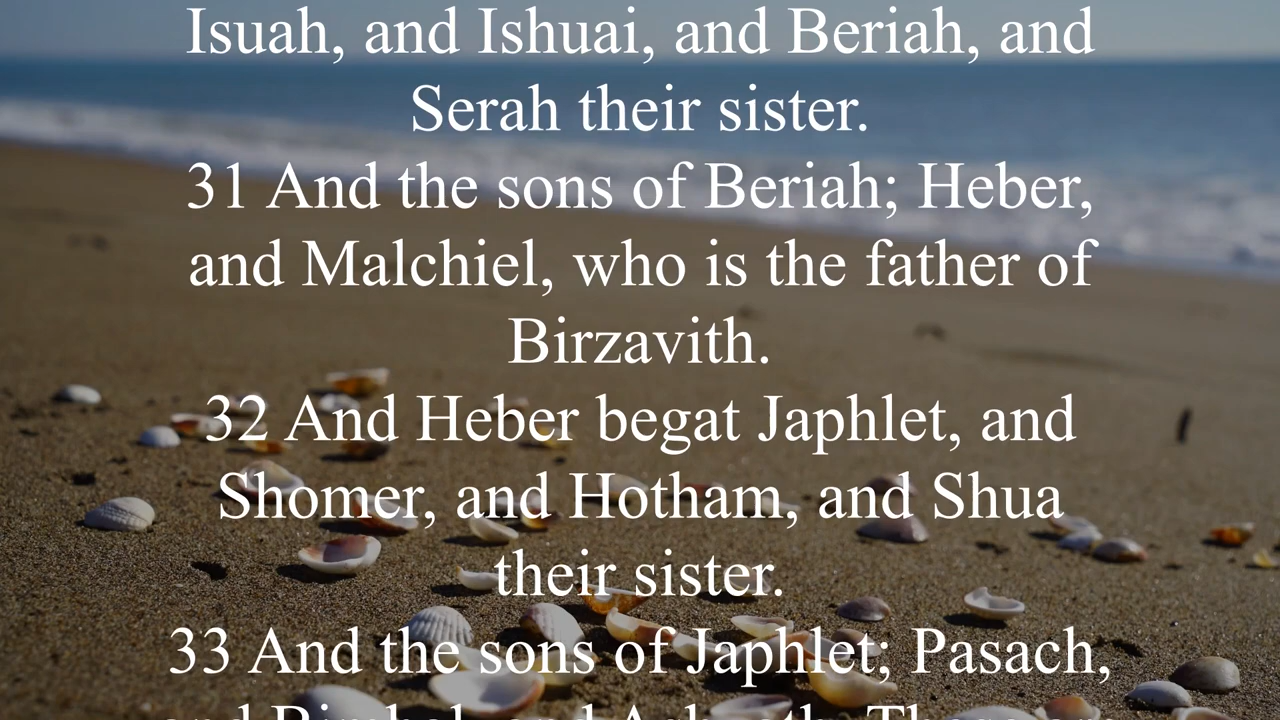 Isuah, and Ishuai, and Beriah, and
Serah their sister.
31 And the sons of Beriah; Heber,
and Malchiel, who is the father of
Birzavith.
32 And Heber begat Japhlet, and
Shomer, and Hotham, and Shua
their sister.
33 And the sons of Japhlet; Pasach,